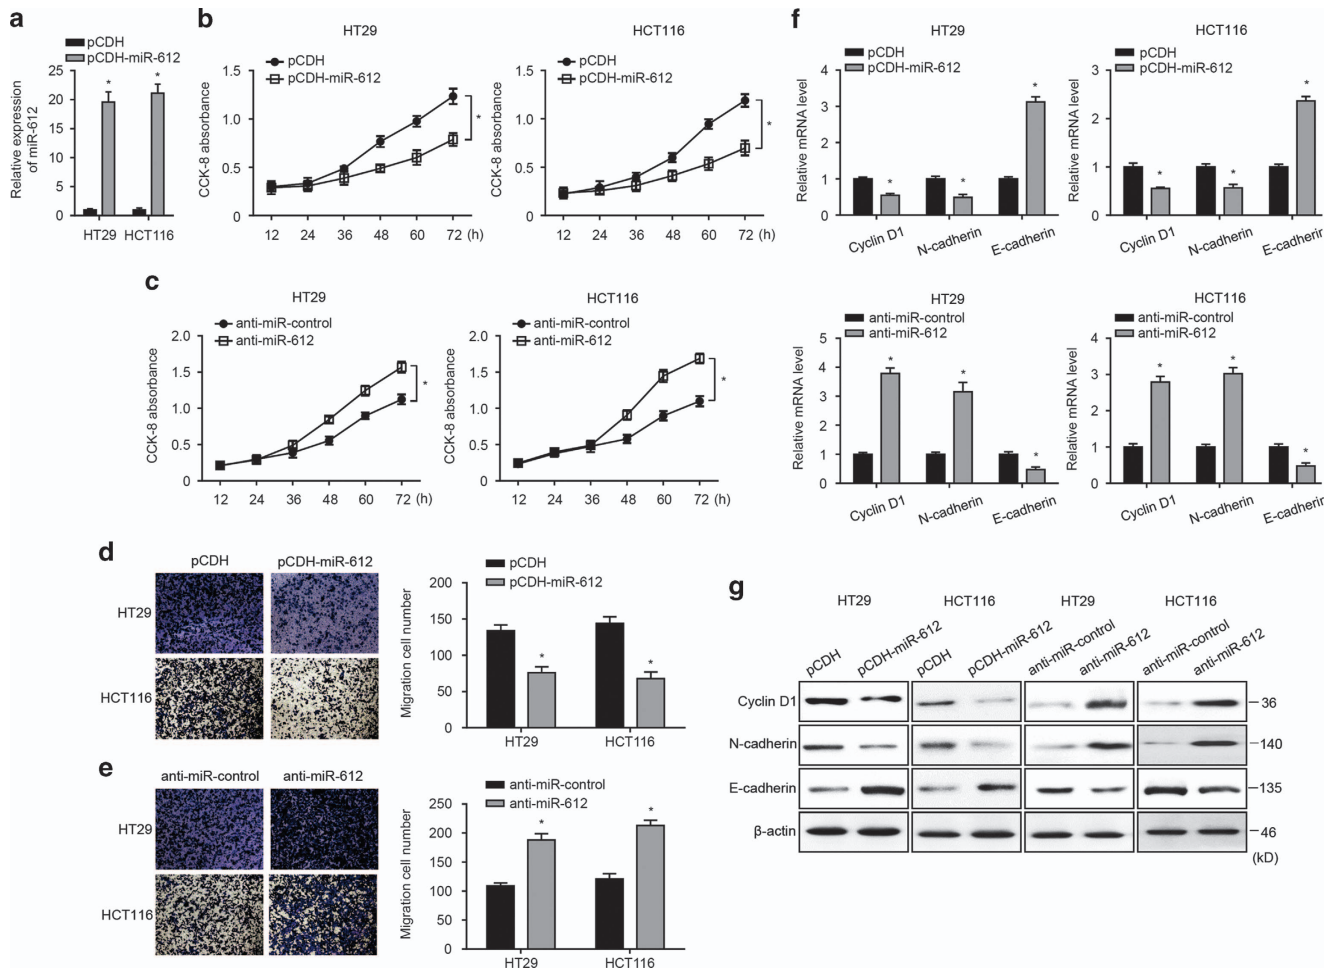 a
pCDH
pCDH-miR-612
Relative expression
of miR-612
25
20
15
10
5
0
* *
HT29 HCT116
b
HT29
pCDH
pCDH-miR-612
CCK-8 absorbance
1.5
1.0
0.5
0
*
12 24 36 48 60 72 (h)
HCT116
pCDH
pCDH-miR-612
CCK-8 absorbance
1.5
1.0
0.5
0
*
12 24 36 48 60 72 (h)
c
HT29
anti-miR-control
anti-miR-612
CCK-8 absorbance
2.0
1.5
1.0
0.5
0
*
12 24 36 48 60 72 (h)
HCT116
anti-miR-control
anti-miR-612
CCK-8 absorbance
2.0
1.5
1.0
0.5
0
*
12 24 36 48 60 72 (h)
d
pCDH pCDH-miR-612
HT29
HCT116
pCDH
pCDH-miR-612
Migration cell number
200
150
100
50
0
* *
HT29 HCT116
e
anti-miR-control anti-miR-612
HT29
HCT116
anti-miR-control
anti-miR-612
Migration cell number
250
200
150
100
50
0
* *
HT29 HCT116
f
HT29
pCDH
pCDH-miR-612
Relative mRNA level
4
3
2
1
0
* * *
Cyclin D1 N-cadherin E-cadherin
HCT116
pCDH
pCDH-miR-612
Relative mRNA level
3
2
1
0
* * *
Cyclin D1 N-cadherin E-cadherin
HT29
anti-miR-control
anti-miR-612
Relative mRNA level
5
4
3
2
1
0
* * *
Cyclin D1 N-cadherin E-cadherin
HCT116
anti-miR-control
anti-miR-612
Relative mRNA level
4
3
2
1
0
* * *
Cyclin D1 N-cadherin E-cadherin
g
HT29 HCT116 HT29 HCT116
pCDH pCDH-miR-612 pCDH pCDH-miR-612 anti-miR-control anti-miR-612 anti-miR-control anti-miR-612
Cyclin D1 36
N-cadherin 140
E-cadherin 135
β-actin 46
(kD)